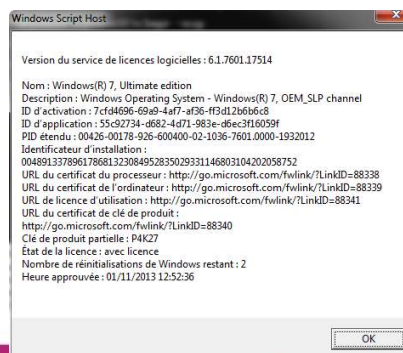 Windows Script Host
Version du service de licences logicielles : 6.1.7601.17514
Nom : Windows(R) 7, Ultimate edition
Description : Windows Operating System - Windows(R) 7, OEM_SLP channel
ID d'activation : 7cfd4696-69a9-4af7-af36-ff3d12b6b6c8
ID d'application : 55c92734-d682-4d71-983e-d6ec3f16059f
PID étendu : 00426-00178-926-600400-02-1036-7601.0000-1932012
Identificateur d'installation :
004891337896178681323084952835029331146803104202058752
URL du certificat du processeur : http://go.microsoft.com/fwlink/?LinkID=88338
URL du certificat de l'ordinateur : http://go.microsoft.com/fwlink/?LinkID=88339
URL de licence d'utilisation : http://go.microsoft.com/fwlink/?LinkID=88341
URL du certificat de clé de produit :
http://go.microsoft.com/fwlink/?LinkID=88340
Clé de produit partielle : P4K27
État de la licence : avec licence
Nombre de réinitialisations de Windows restant : 2
Heure approuvée : 01/11/2013 12:52:36
OK